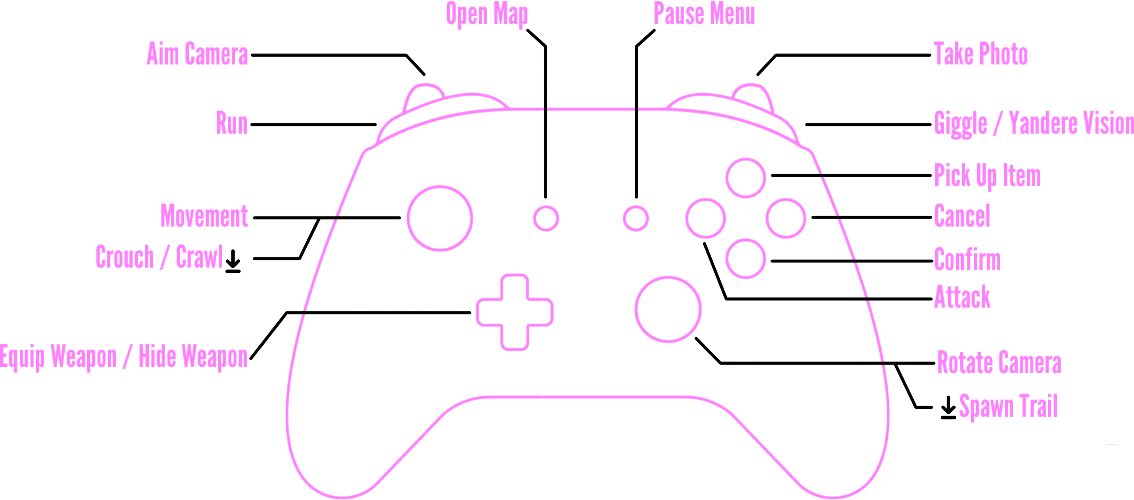 Open Map
Pause Menu
Aim Camera
Take Photo
Run
Giggle / Yandere Vision
Pick Up Item
Movement
Cancel
Crouch / Crawl
Confirm
Attack
Equip Weapon / Hide Weapon
Rotate Camera
Spawn Trail